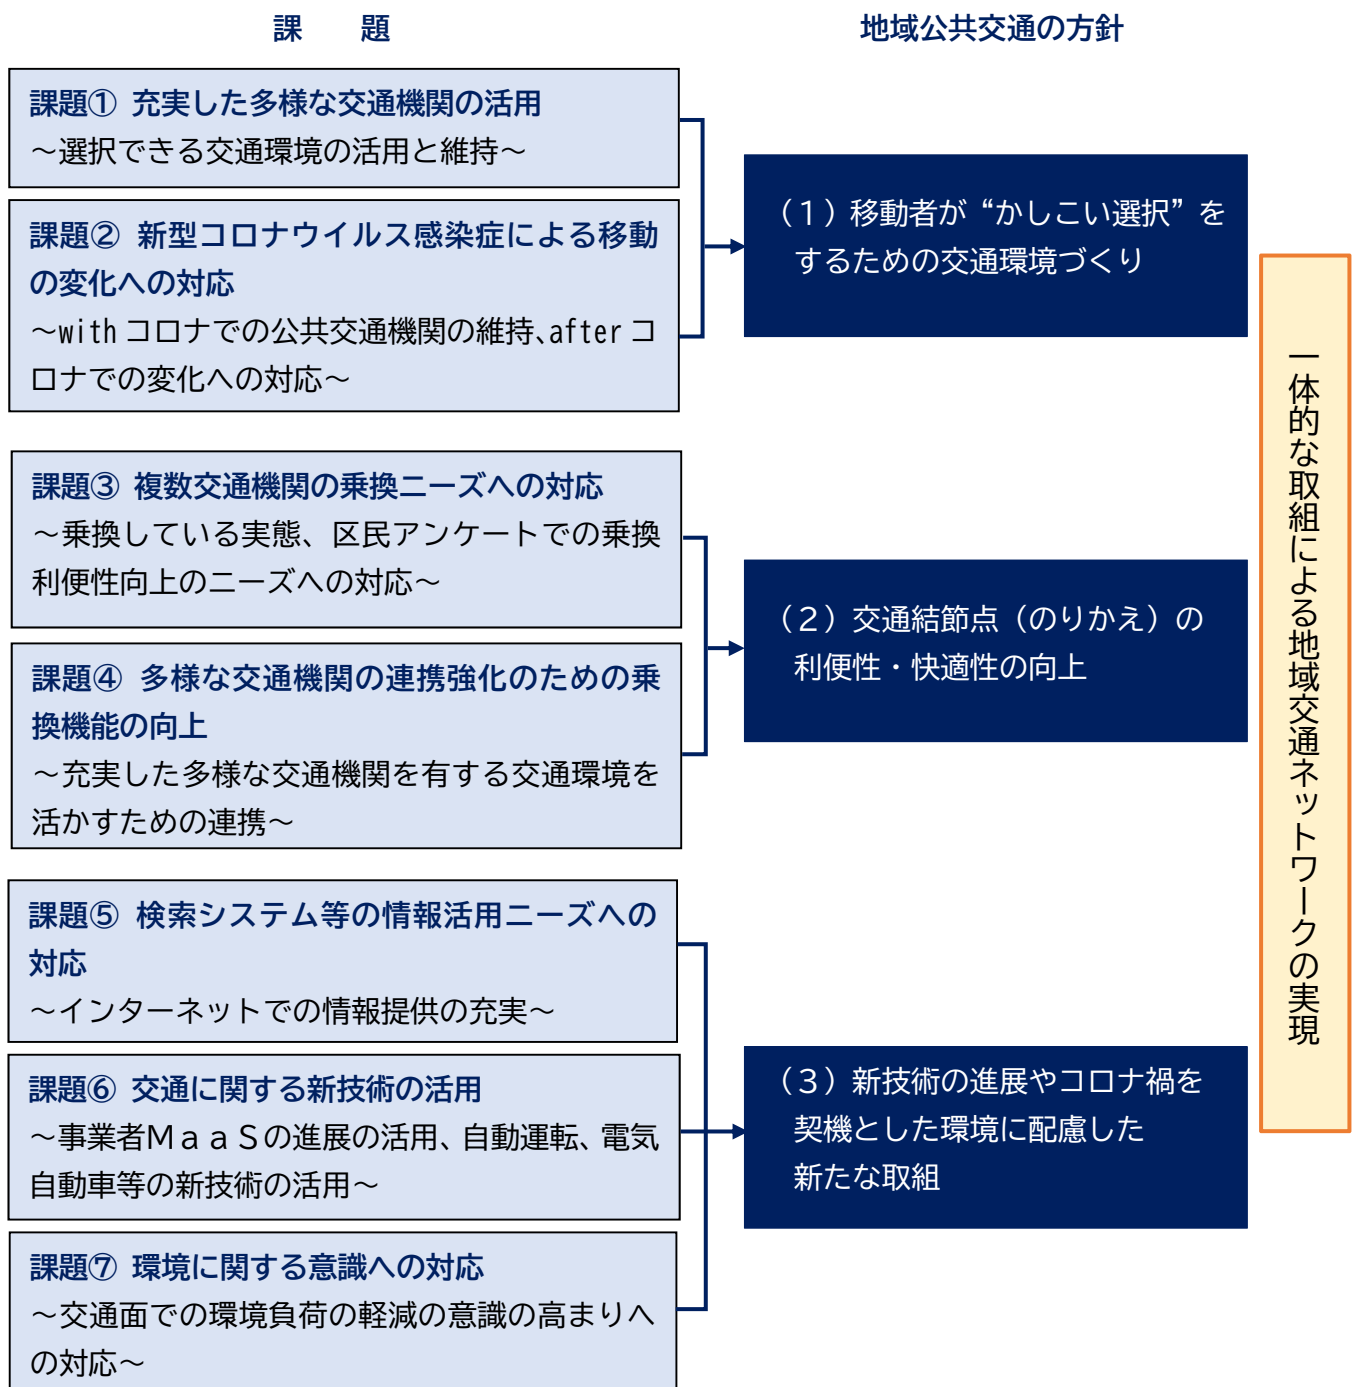 課　題
地域公共交通の方針
課題① 充実した多様な交通機関の活用
～選択できる交通環境の活用と維持～
課題② 新型コロナウイルス感染症による移動
の変化への対応
～with コロナでの公共交通機関の維持、after コ
ロナでの変化への対応～
（１）移動者が“かしこい選択”を
するための交通環境づくり
課題③ 複数交通機関の乗換ニーズへの対応
～乗換している実態、区民アンケートでの乗換
利便性向上のニーズへの対応～
課題④ 多様な交通機関の連携強化のための乗
換機能の向上
～充実した多様な交通機関を有する交通環境を
活かすための連携～
（２）交通結節点（のりかえ）の
利便性・快適性の向上
課題⑤ 検索システム等の情報活用ニーズへの
対応
～インターネットでの情報提供の充実～
課題⑥ 交通に関する新技術の活用
～事業者ＭａａＳの進展の活用、自動運転、電気
自動車等の新技術の活用～
課題⑦ 環境に関する意識への対応
～交通面での環境負荷の軽減の意識の高まりへ
の対応～
（３）新技術の進展やコロナ禍を
契機とした環境に配慮した
新たな取組
一体的な取組による地域交通ネットワークの実現